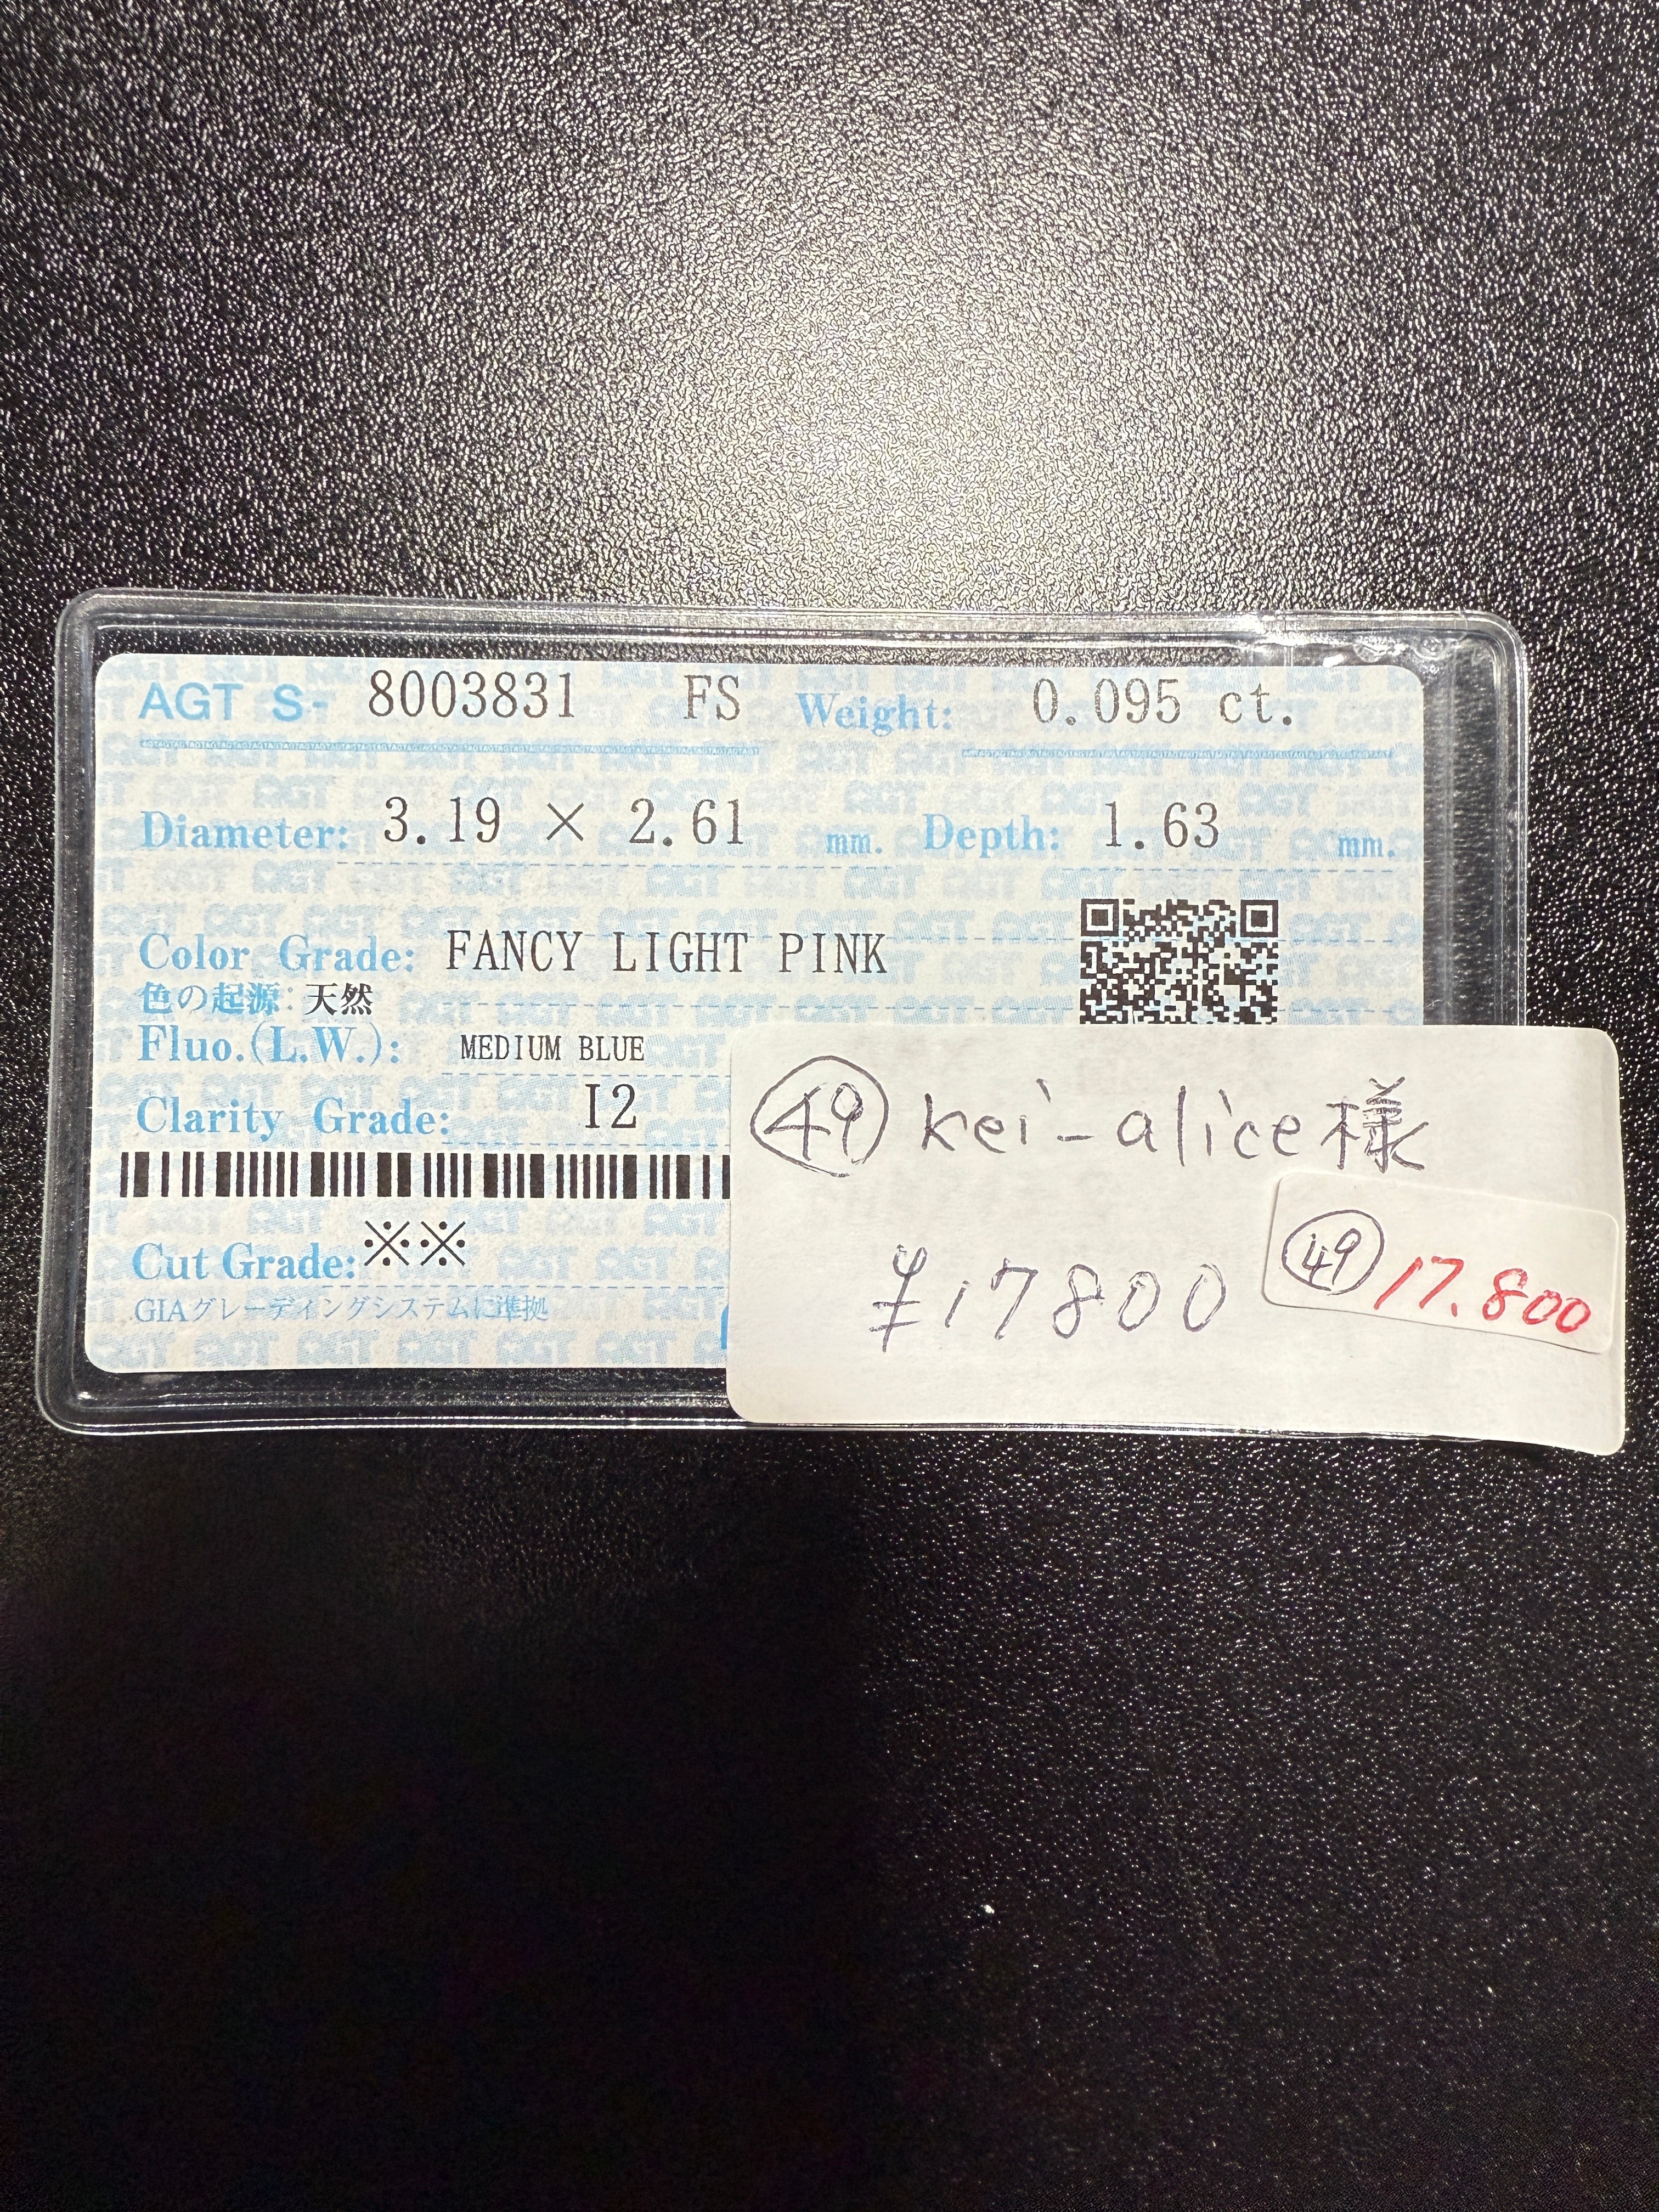 AGT S- 8003831 FS Weight: 0.095 ct.
Diameter: 3.19 × 2.61 mm. Depth: 1.63 mm.
Color Grade: FANCY LIGHT PINK
色の起源: 天然
Fluo.(L.W.): MEDIUM BLUE
Clarity Grade: I2
Cut Grade: ※※
GIAグレーディングシステムに準拠
㊾ kei-alice様
¥17800
㊾ 17.800